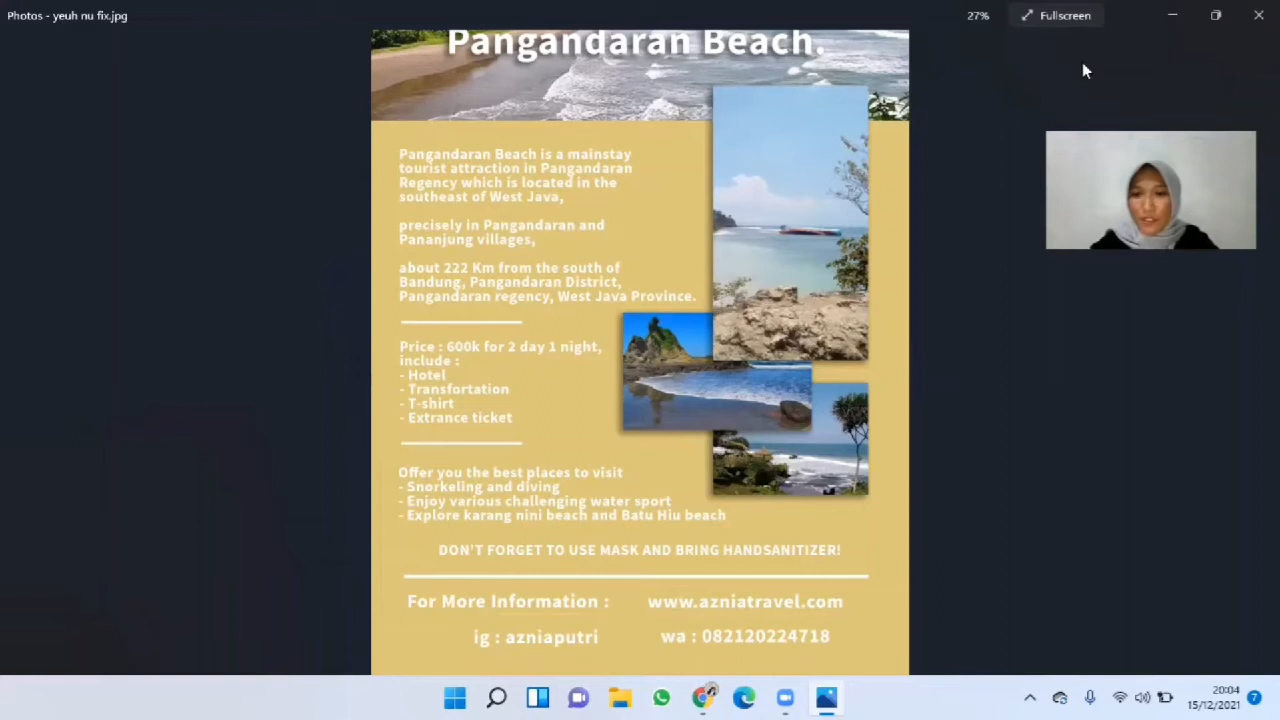 Photos - yeuh nu fix.jpg
27%
Fullscreen
Pangandaran Beach.
Pangandaran Beach is a mainstay
tourist attraction in Pangandaran
Regency which is located in the
southeast of West Java,
precisely in Pangandaran and
Pananjung villages,
about 222 Km from the south of
Bandung, Pangandaran District,
Pangandaran regency, West Java Province.
Price : 600k for 2 day 1 night,
include :
- Hotel
- Transfortation
- T-shirt
- Extrance ticket
Offer you the best places to visit
- Snorkeling and diving
- Enjoy various challenging water sport
- Explore karang nini beach and Batu Hiu beach
DON'T FORGET TO USE MASK AND BRING HANDSANITIZER!
For More Information :
www.azniatravel.com
ig : azniaputri
wa : 082120224718
20:04
15/12/2021
7